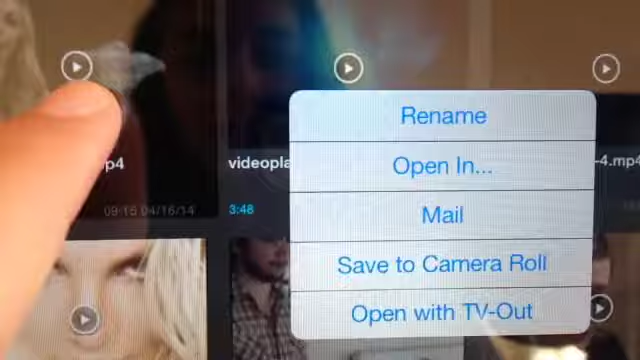 Rename
p4
videopla
Open In...
-4.mp4
09:15 04/16/14
3:48
Mail
Save to Camera Roll
Open with TV-Out